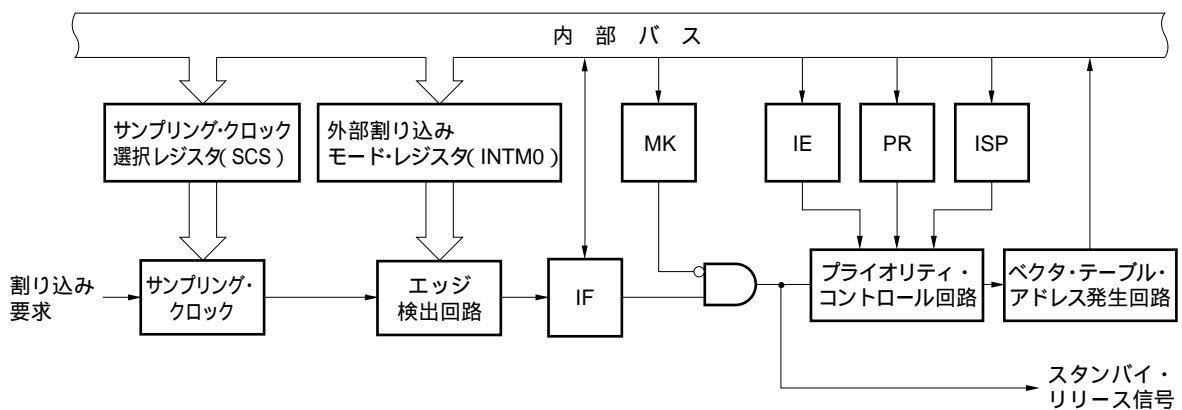 内 部 バ ス
サンプリング・クロック
選択レジスタ(SCS)
外部割り込み
モード・レジスタ(INTM0)
MK
IE
PR
ISP
割り込み
要求
サンプリング・
クロック
エッジ
検出回路
IF
プライオリティ・
コントロール回路
ベクタ・テーブル・
アドレス発生回路
スタンバイ・
リリース信号